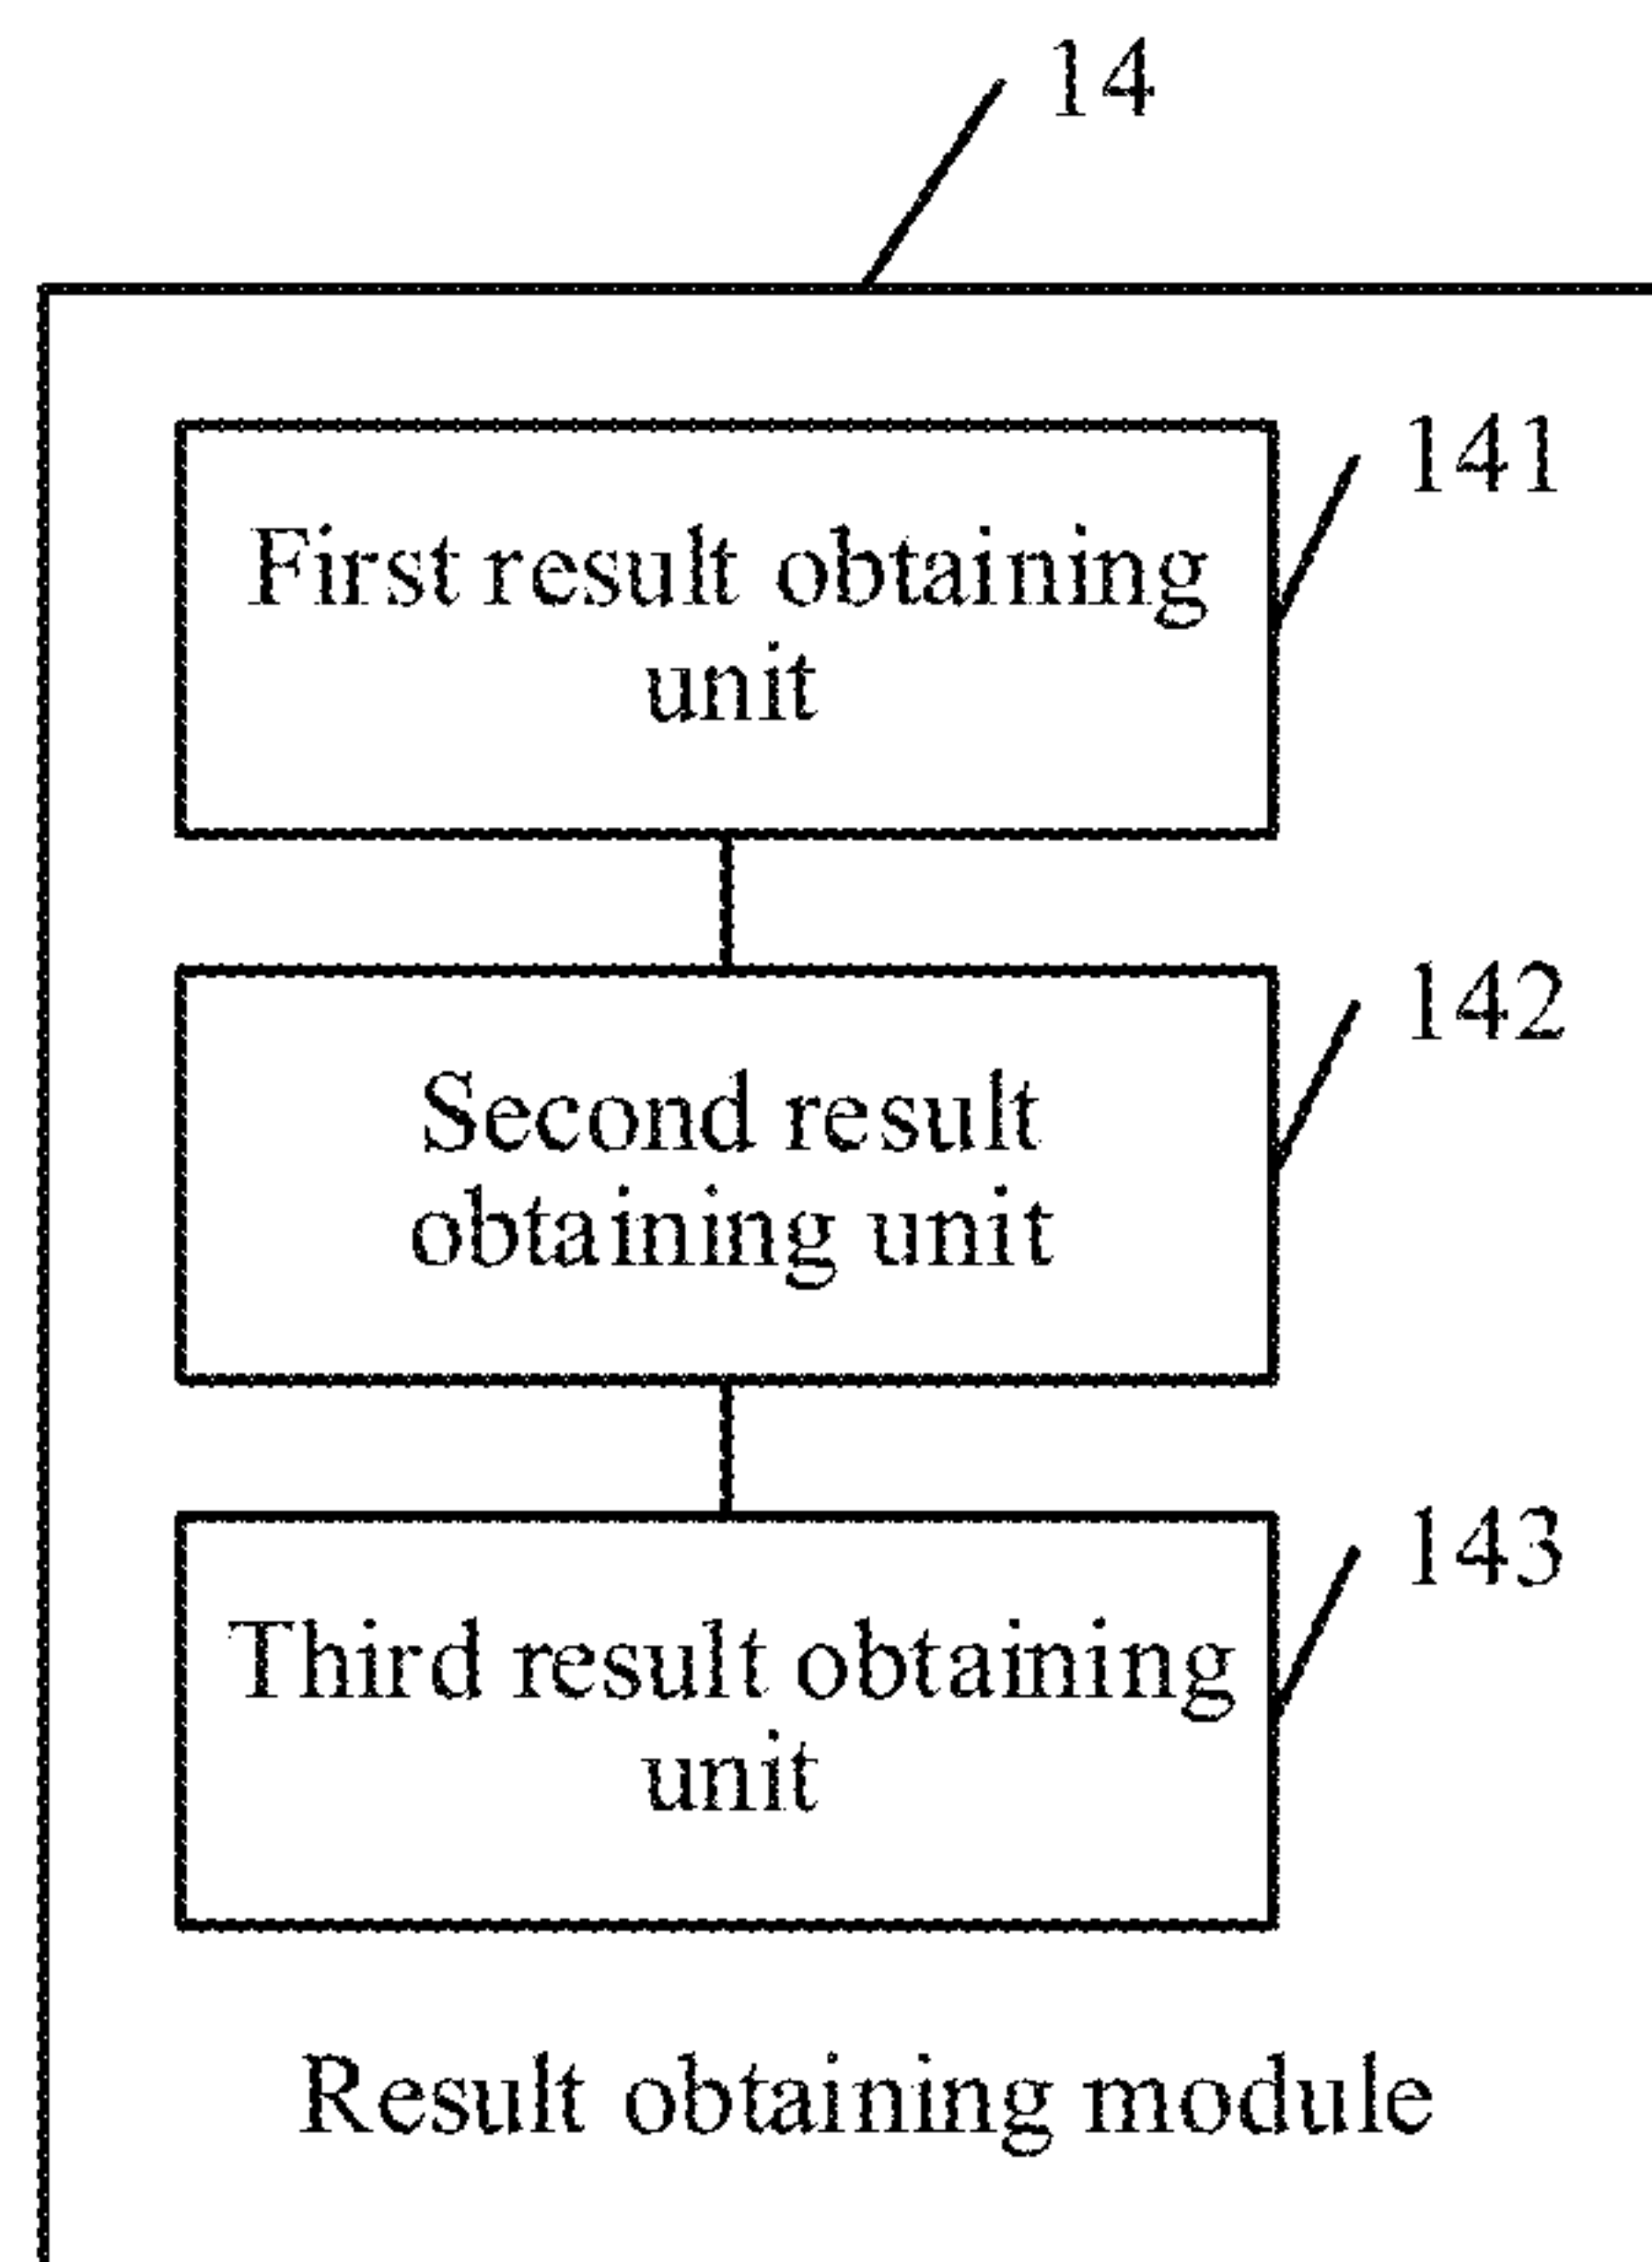 14
141
First result obtaining
unit
142
Second result
obtaining unit
143
Third result obtaining
unit
Result obtaining module